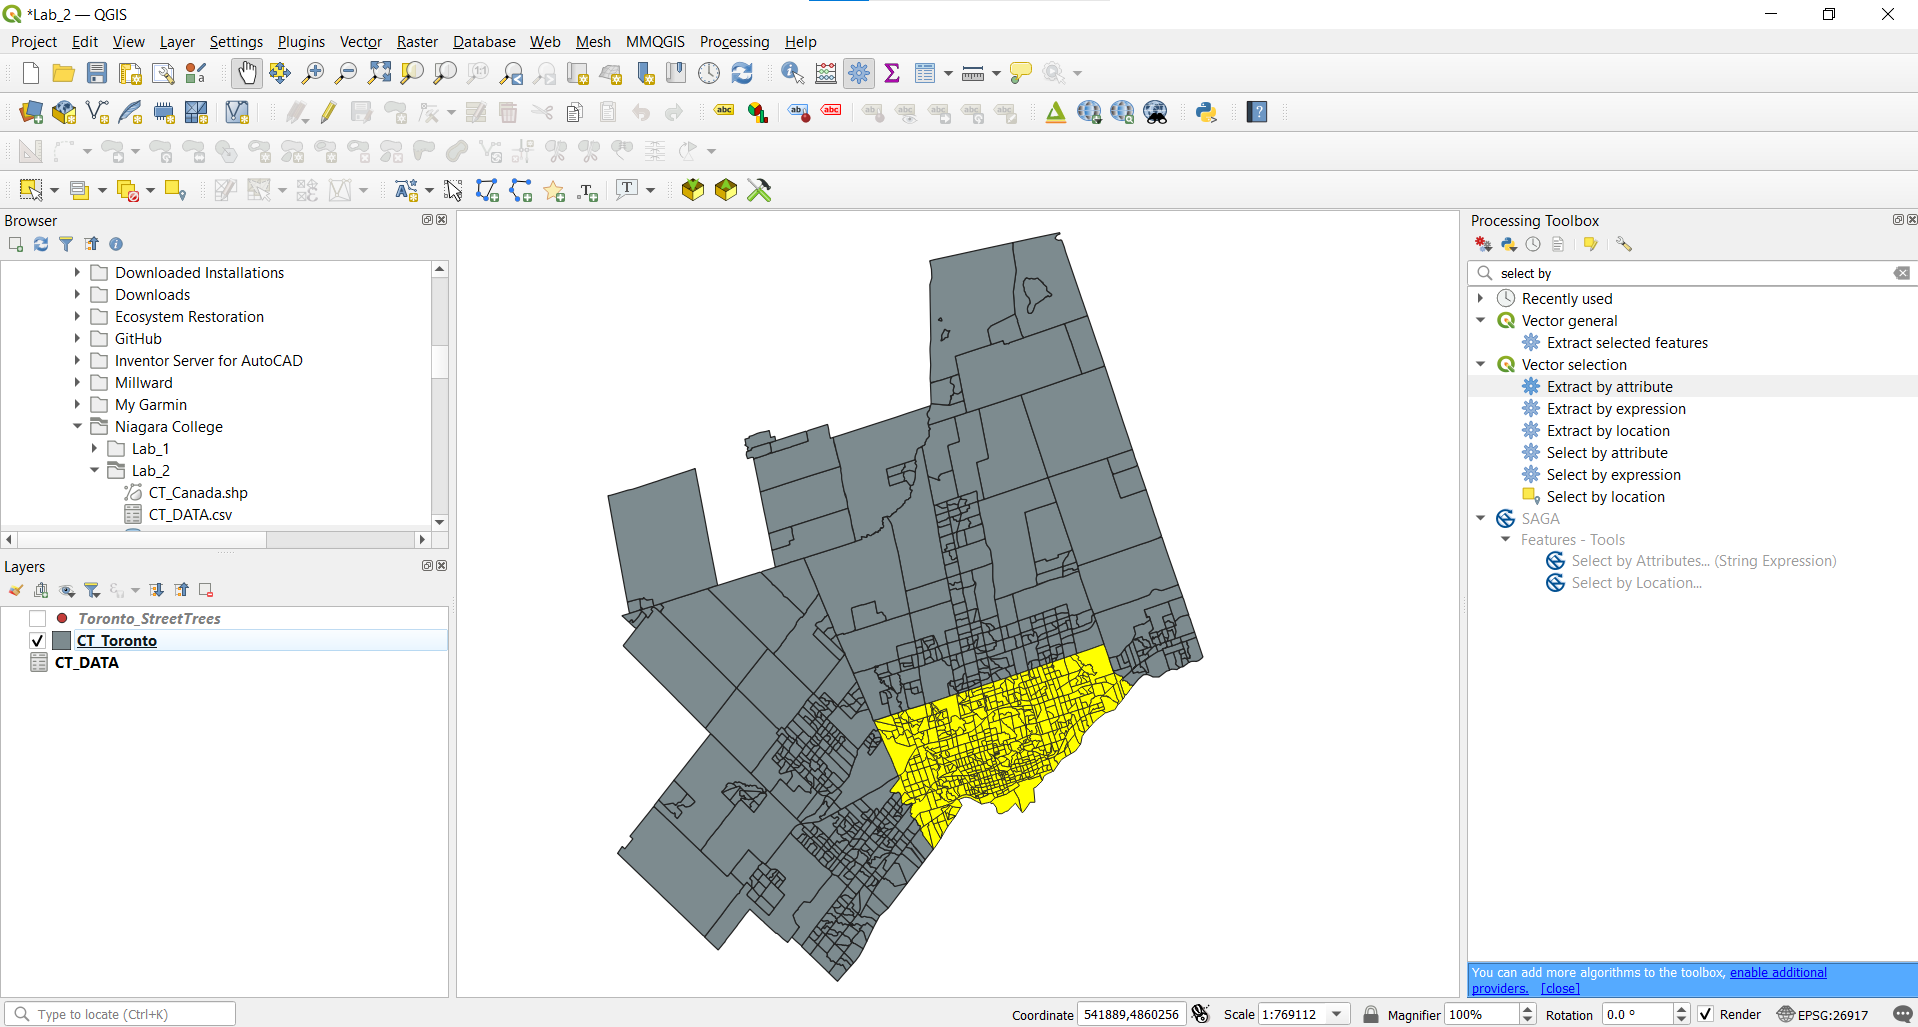 *Lab_2 — QGIS
Project Edit View Layer Settings Plugins Vector Raster Database Web Mesh MMQGIS Processing Help
1:1
abc abc abc
T T
Browser
Downloaded Installations
Downloads
Ecosystem Restoration
GitHub
Inventor Server for AutoCAD
Millward
My Garmin
Niagara College
Lab_1
Lab_2
CT_Canada.shp
CT_DATA.csv
Layers
Toronto_StreetTrees
CT_Toronto
CT_DATA
Processing Toolbox
select by
Recently used
Vector general
Extract selected features
Vector selection
Extract by attribute
Extract by expression
Extract by location
Select by attribute
Select by expression
Select by location
SAGA
Features - Tools
Select by Attributes... (String Expression)
Select by Location...
You can add more algorithms to the toolbox, enable additional
providers. [close]
Type to locate (Ctrl+K)
Coordinate 541889,4860256 Scale 1:769112 Magnifier 100% Rotation 0.0 ° Render EPSG:26917